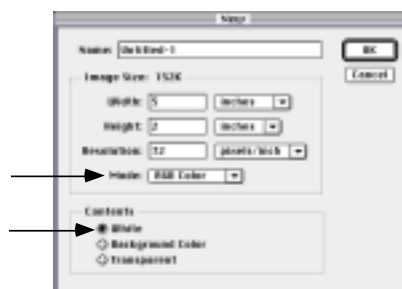 New
Name: Untitled-1
OK
Cancel
Image Size: 152K
Width: 5 inches
Height: 2 inches
Resolution: 72 pixels/inch
Mode: RGB Color
Contents
White
Background Color
Transparent